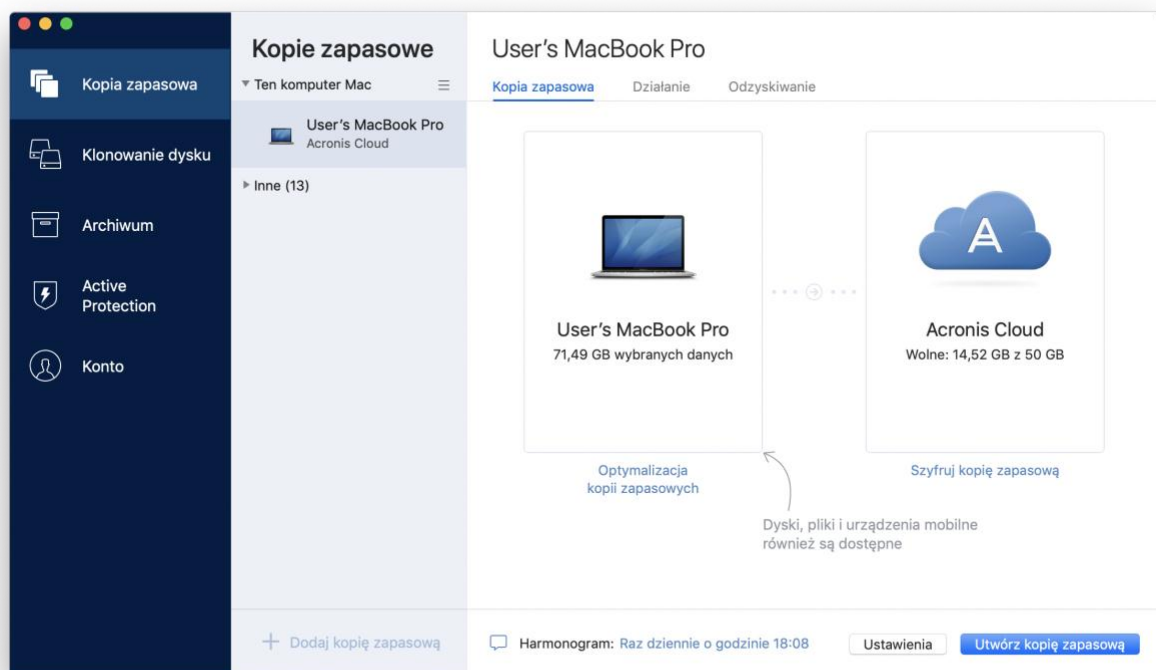 Kopia zapasowa
Klonowanie dysku
Archiwum
Active
Protection
Konto
Kopie zapasowe
Ten komputer Mac
User's MacBook Pro
Acronis Cloud
Inne (13)
Dodaj kopię zapasową
User's MacBook Pro
Kopia zapasowa Działanie Odzyskiwanie
User's MacBook Pro
71,49 GB wybranych danych
Optymalizacja
kopii zapasowych
Acronis Cloud
Wolne: 14,52 GB z 50 GB
Szyfruj kopię zapasową
Dyski, pliki i urządzenia mobilne
również są dostępne
Harmonogram: Raz dziennie o godzinie 18:08 Ustawienia Utwórz kopię zapasową